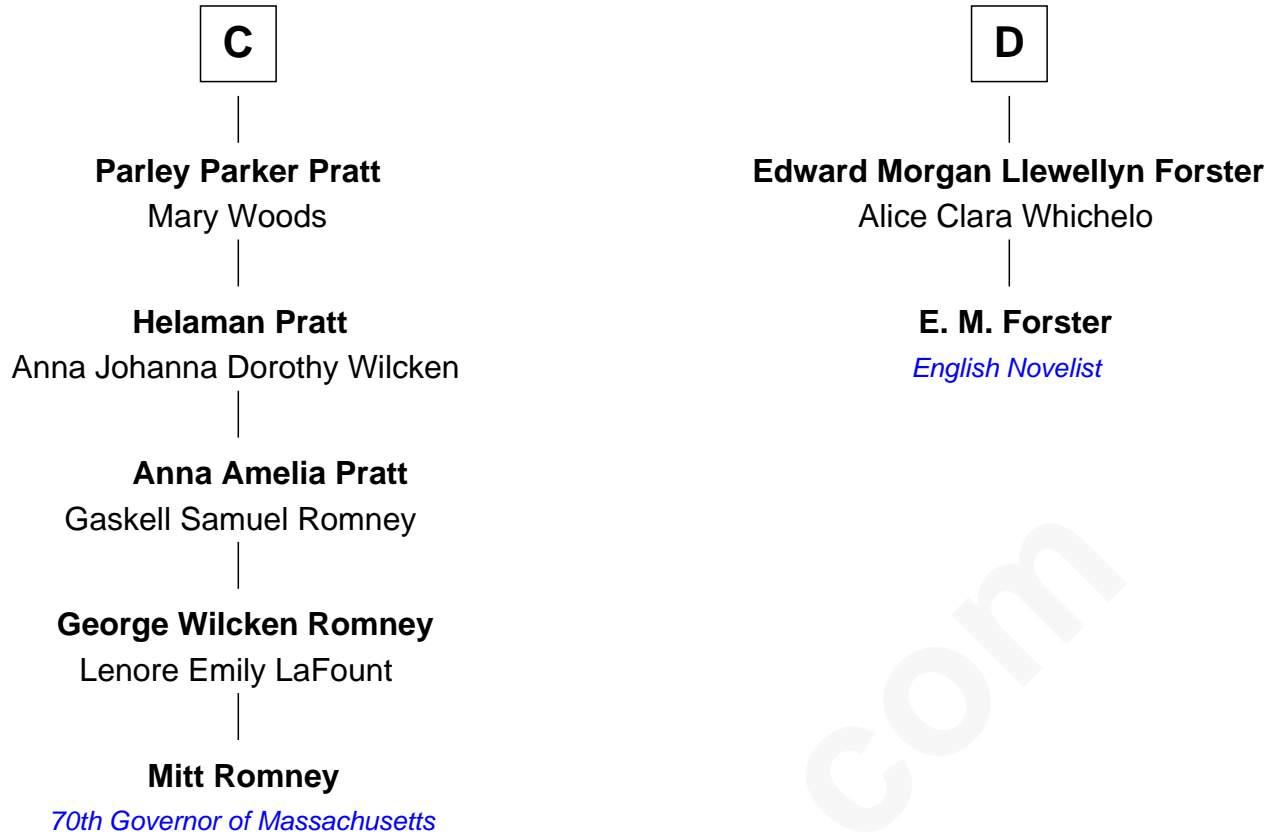 C
Parley Parker Pratt
Mary Woods
Helaman Pratt
Anna Johanna Dorothy Wilcken
Anna Amelia Pratt
Gaskell Samuel Romney
George Wilcken Romney
Lenore Emily LaFount
Mitt Romney
70th Governor of Massachusetts
D
Edward Morgan Llewellyn Forster
Alice Clara Whichelo
E. M. Forster
English Novelist
com